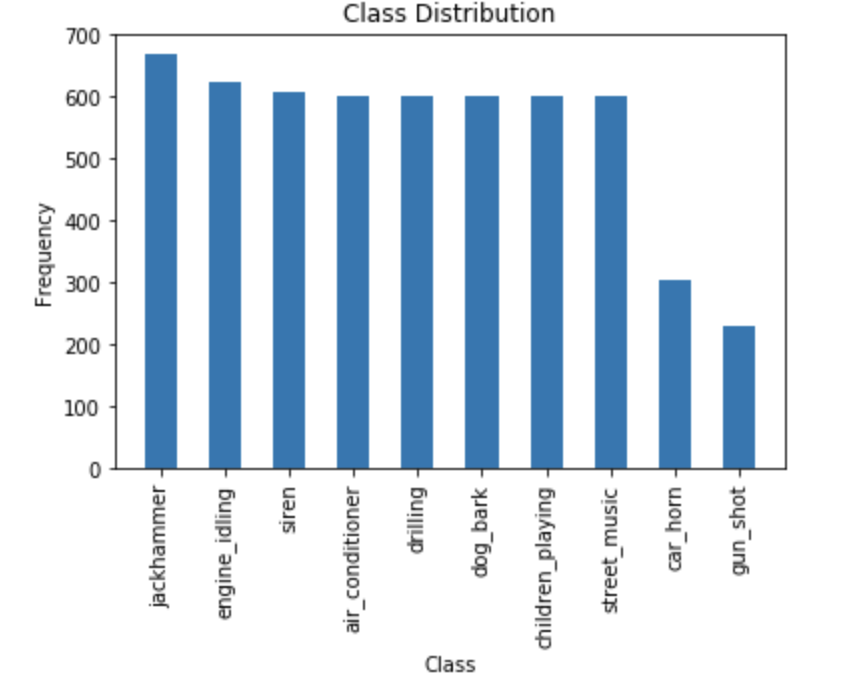 Class Distribution
Frequency
700
600
500
400
300
200
100
0
jackhammer
engine_idling
siren
air_conditioner
drilling
dog_bark
children_playing
street_music
car_horn
gun_shot
Class